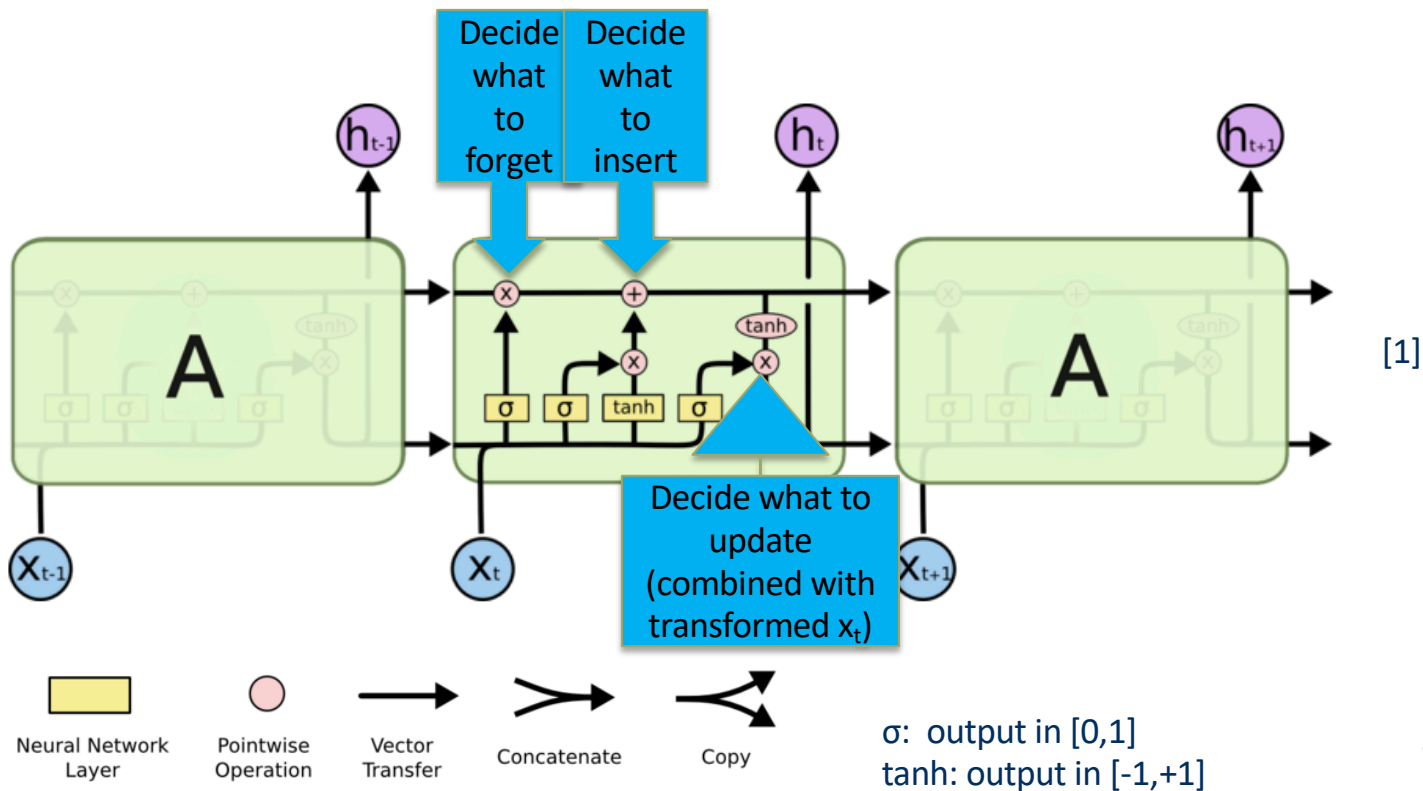 Decide
what
to
forget
Decide
what
to
insert
ht-1
ht
ht+1
x
+
tanh
σ
σ
σ
A
x
+
tanh
x
x
σ
σ
tanh
σ
x
+
tanh
x
σ
σ
σ
A
[1]
Decide what to
update
(combined with
transformed xt)
xt-1
xt
xt+1
Neural Network
Layer
Pointwise
Operation
Vector
Transfer
Concatenate
Copy
σ: output in [0,1]
tanh: output in [-1,+1]